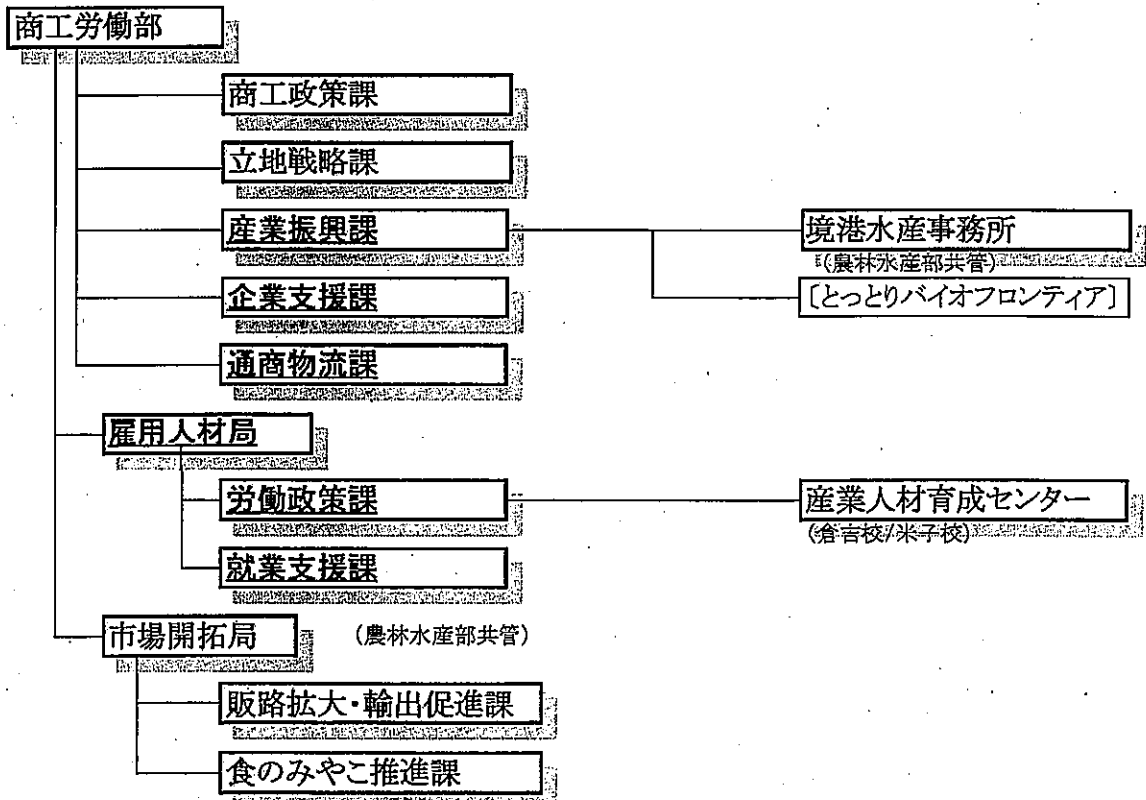 商工労働部
商工政策課
立地戦略課
産業振興課
境港水産事務所
(農林水産部共管)
企業支援課
〔とっとりバイオフロンティア〕
通商物流課
雇用人材局
労働政策課
産業人材育成センター
(倉吉校/米子校)
就業支援課
市場開拓局
(農林水産部共管)
販路拡大・輸出促進課
食のみやこ推進課